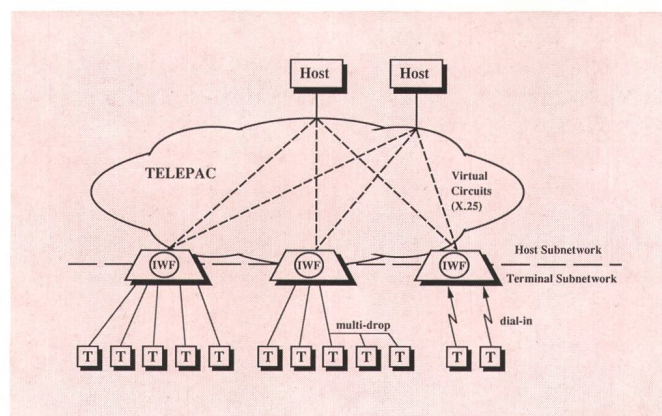 Host Host
TELEPAC
Virtual
Circuits
(X.25)
Host Subnetwork
IWF IWF IWF
Terminal Subnetwork
multi-drop
dial-in
T T T T T T T T T T T T